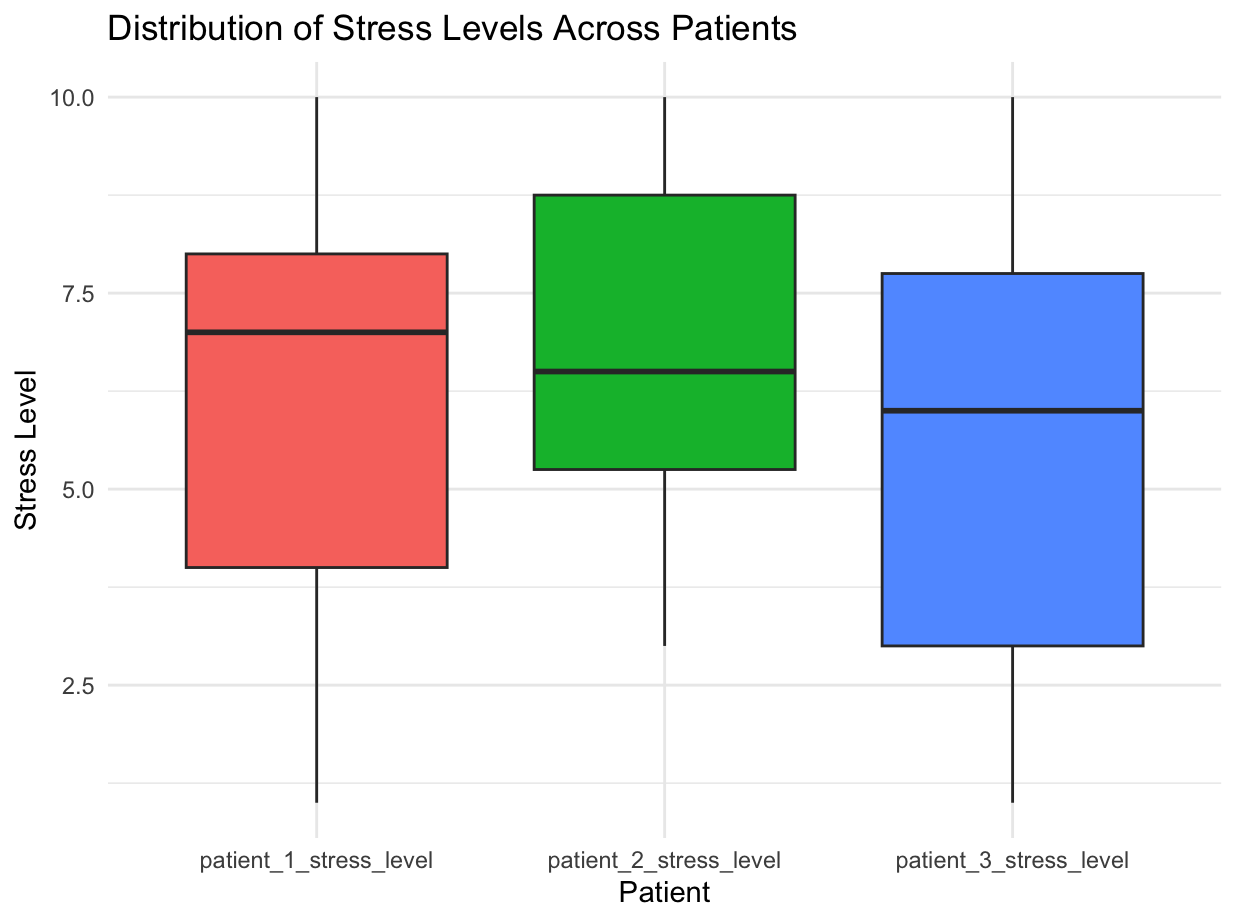 Distribution of Stress Levels Across Patients
10.0
7.5
5.0
2.5
Stress Level
patient_1_stress_level patient_2_stress_level patient_3_stress_level
Patient